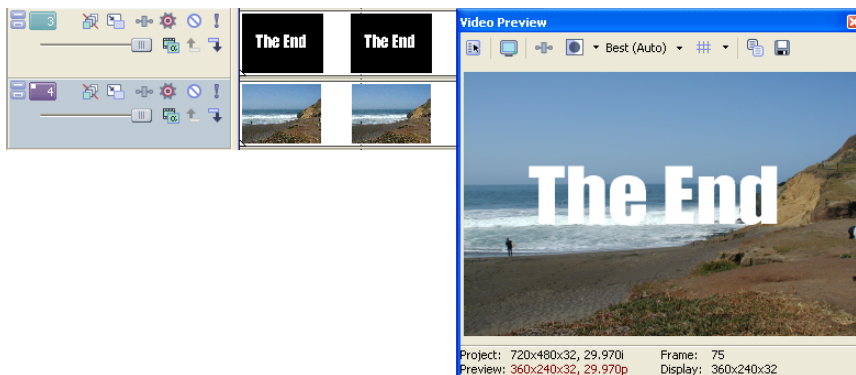 3
The End
The End
4
Video Preview
Best (Auto)
The End
Project: 720x480x32, 29.970i Frame: 75
Preview: 360x240x32, 29.970p Display: 360x240x32